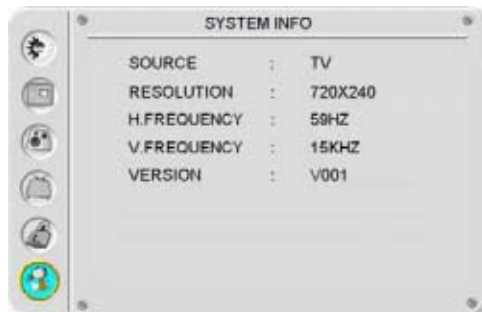 SYSTEM INFO
SOURCE : TV
RESOLUTION : 720X240
H.FREQUENCY : 59HZ
V.FREQUENCY : 15KHZ
VERSION : V001